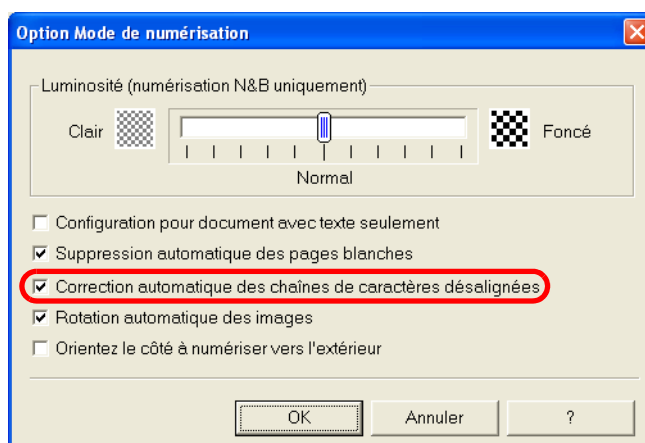 Option Mode de numérisation
Luminosité (numérisation N&B uniquement)
Clair
Foncé
Normal
Configuration pour document avec texte seulement
Suppression automatique des pages blanches
Correction automatique des chaînes de caractères désalignées
Rotation automatique des images
Orientez le côté à numériser vers l'extérieur
OK
Annuler
?